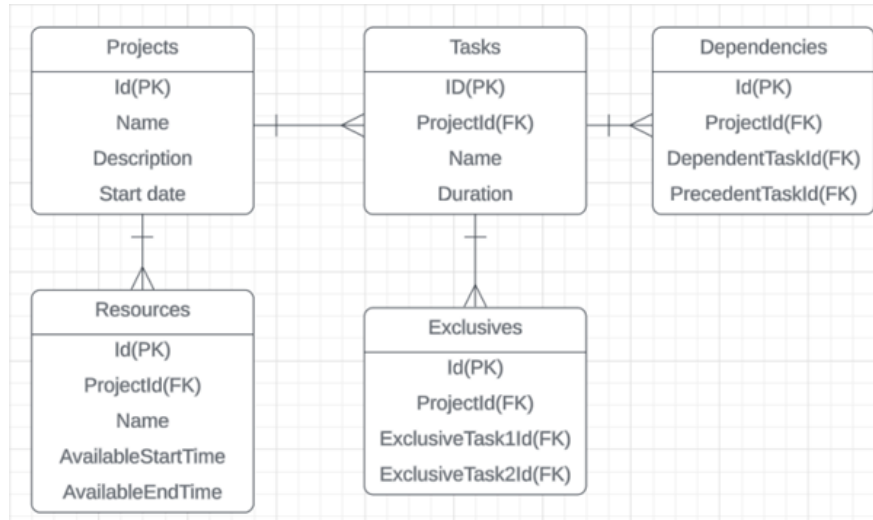 Projects
Id(PK)
Name
Description
Start date
Tasks
ID(PK)
ProjectId(FK)
Name
Duration
Dependencies
Id(PK)
ProjectId(FK)
DependentTaskId(FK)
PrecedentTaskId(FK)
Resources
Id(PK)
ProjectId(FK)
Name
AvailableStartTime
AvailableEndTime
Exclusives
Id(PK)
ProjectId(FK)
ExclusiveTask1Id(FK)
ExclusiveTask2Id(FK)